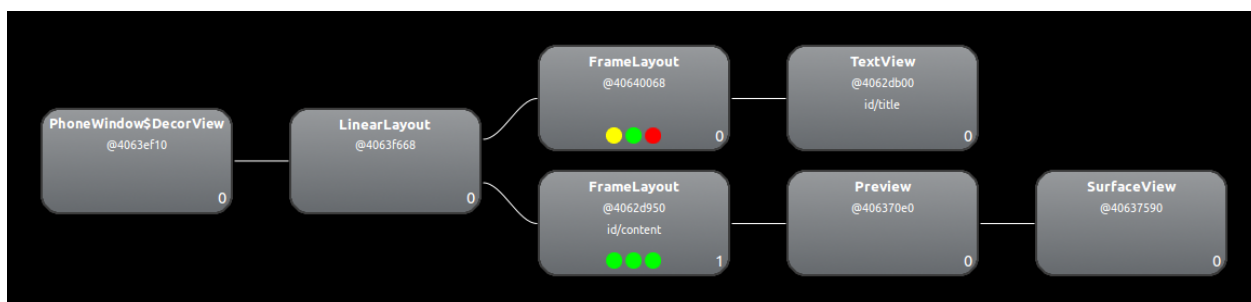 PhoneWindow$DecorView
@4063ef10
0
LinearLayout
@4063f668
0
FrameLayout
@40640068
0
TextView
@4062db00
id/title
0
FrameLayout
@4062d950
id/content
1
Preview
@406370e0
0
SurfaceView
@40637590
0